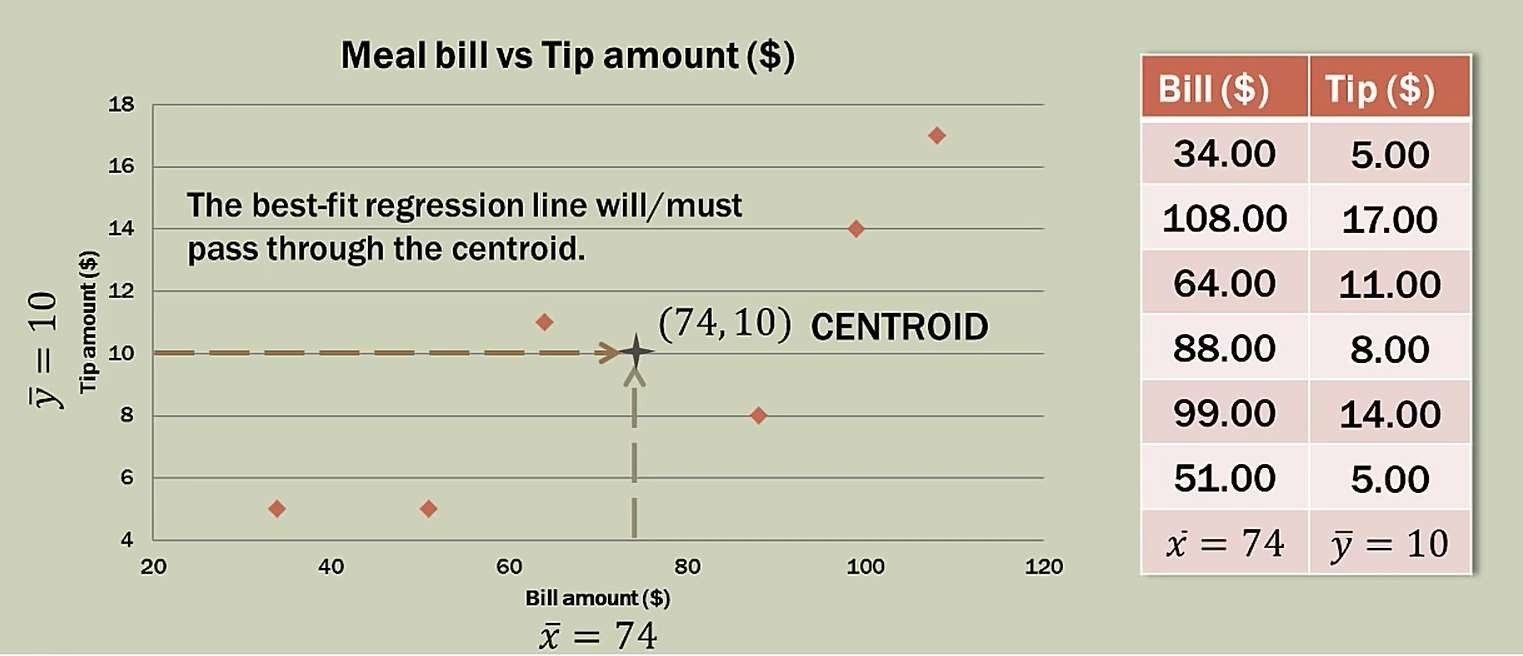 Meal bill vs Tip amount ($)
18
16
14
12
10
8
6
4
The best-fit regression line will/must
pass through the centroid.
(74, 10) CENTROID
Tip amount ($)
y̅ = 10
20 40 60 80 100 120
Bill amount ($)
x̅ = 74
Bill ($) Tip ($)
34.00 5.00
108.00 17.00
64.00 11.00
88.00 8.00
99.00 14.00
51.00 5.00
x̅ = 74 y̅ = 10